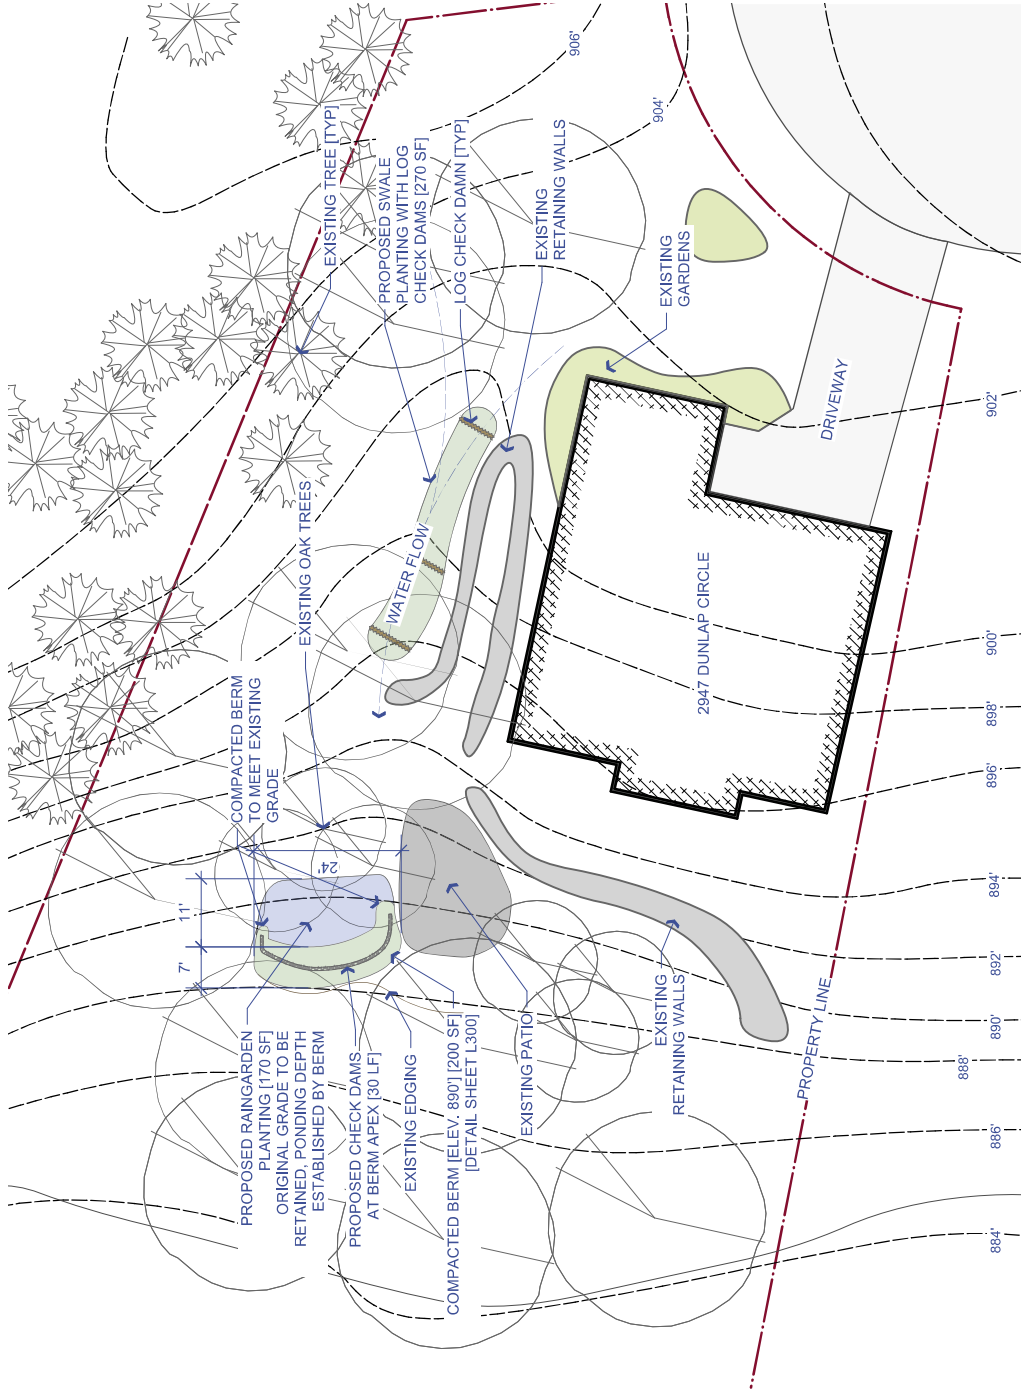 EXISTING TREE [TYP]
PROPOSED SWALE
PLANTING WITH LOG
CHECK DAMS [270 SF]
LOG CHECK DAMN [TYP]
EXISTING
RETAINING WALLS
EXISTING
GARDENS
DRIVEWAY
906'
904'
902'
900'
898'
896'
894'
892'
890'
888'
886'
884'
EXISTING OAK TREES
WATER FLOW
2947 DUNLAP CIRCLE
COMPACTED BERM
TO MEET EXISTING
GRADE
24'
11'
7'
PROPOSED RAINGARDEN
PLANTING [170 SF]
ORIGINAL GRADE TO BE
RETAINED, PONDING DEPTH
ESTABLISHED BY BERM
PROPOSED CHECK DAMS
AT BERM APEX [30 LF]
EXISTING EDGING
COMPACTED BERM [ELEV. 890'] [200 SF]
[DETAIL SHEET L300]
EXISTING PATIO
EXISTING
RETAINING WALLS
PROPERTY LINE